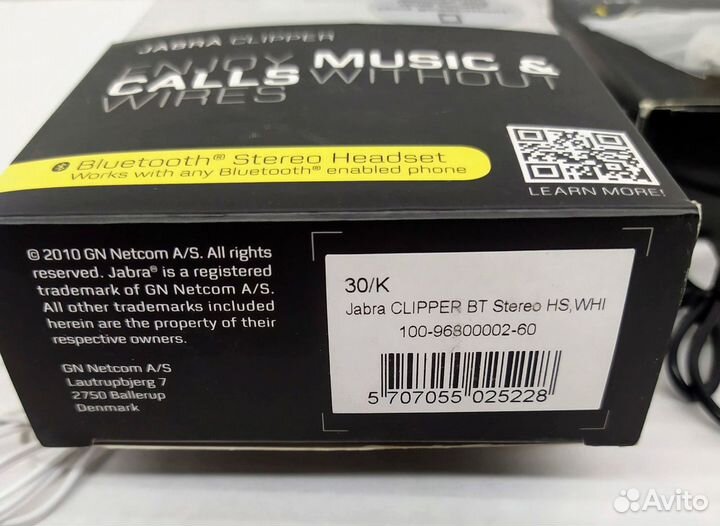 JABRA CLIPPER
ENJOY MUSIC &
CALLS WITHOUT
WIRES
Bluetooth® Stereo Headset
Works with any Bluetooth® enabled phone
LEARN MORE!
© 2010 GN Netcom A/S. All rights
reserved. Jabra® is a registered
trademark of GN Netcom A/S.
All other trademarks included
herein are the property of their
respective owners.
GN Netcom A/S
Lautrupbjerg 7
2750 Ballerup
Denmark
30/K
Jabra CLIPPER BT Stereo HS,WHI
100-96800002-60
5 707055 025228
Avito